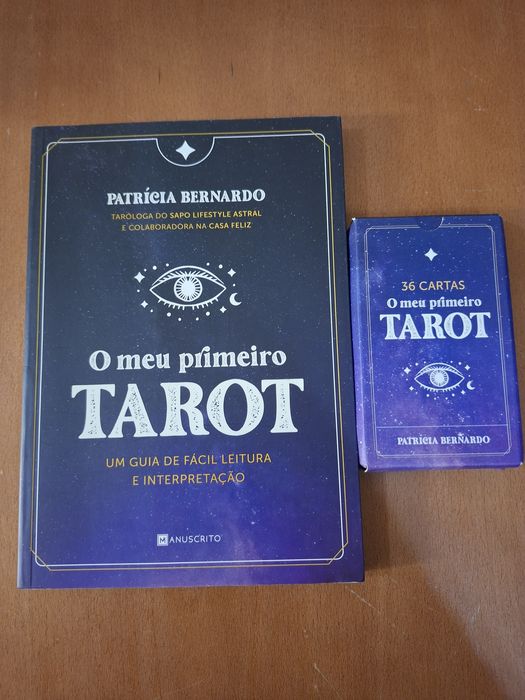 PATRÍCIA BERNARDO
TARÓLOGA DO SAPO LIFESTYLE ASTRAL
E COLABORADORA NA CASA FELIZ
O meu primeiro
TAROT
UM GUIA DE FÁCIL LEITURA
E INTERPRETAÇÃO
M ANUSCRITO
36 CARTAS
O meu primeiro
TAROT
PATRÍCIA BERNARDO